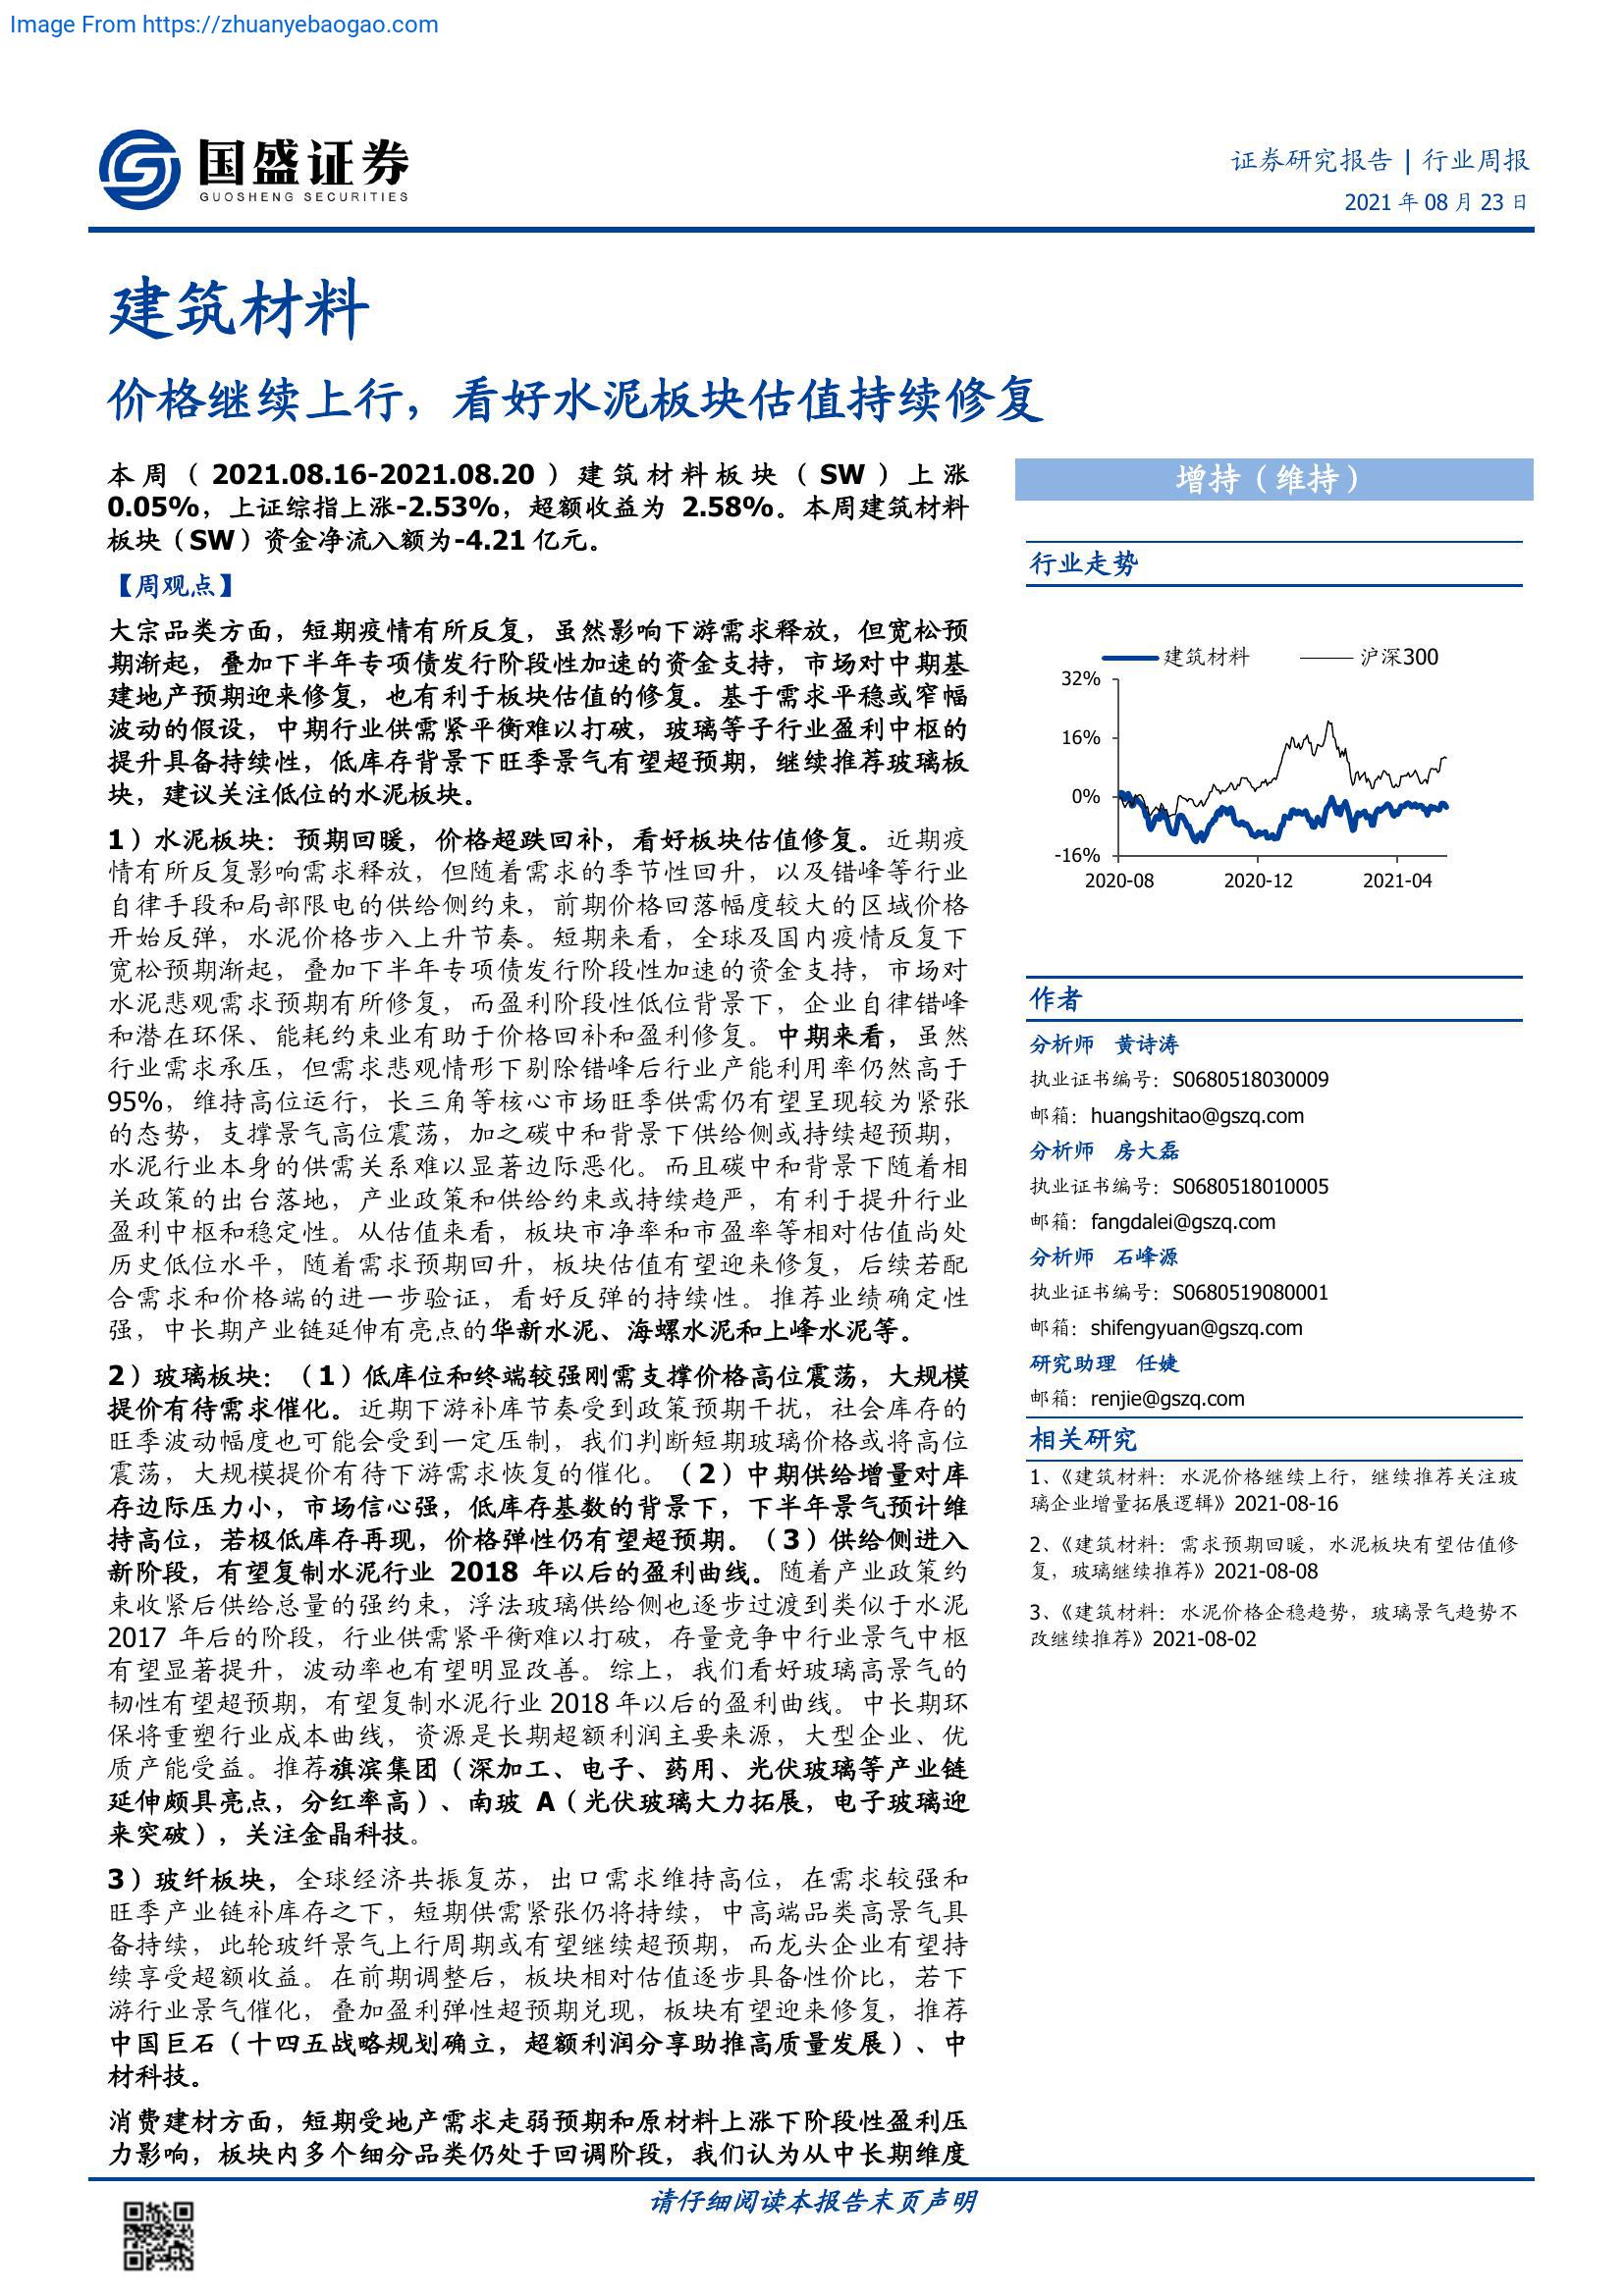 Image From https://zhuanyebaogao.com
国盛证券
GUOSHENG SECURITIES
证券研究报告 | 行业周报
2021 年 08 月 23 日
建筑材料
价格继续上行，看好水泥板块估值持续修复
本周（2021.08.16-2021.08.20）建筑材料板块（SW）上涨
0.05%，上证综指上涨-2.53%，超额收益为 2.58%。本周建筑材料
板块（SW）资金净流入额为-4.21 亿元。
【周观点】
大宗品类方面，短期疫情有所反复，虽然影响下游需求释放，但宽松预
期渐起，叠加下半年专项债发行阶段性加速的资金支持，市场对中期基
建地产预期迎来修复，也有利于板块估值的修复。基于需求平稳或窄幅
波动的假设，中期行业供需紧平衡难以打破，玻璃等子行业盈利中枢的
提升具备持续性，低库存背景下旺季景气有望超预期，继续推荐玻璃板
块，建议关注低位的水泥板块。
1）水泥板块：预期回暖，价格超跌回补，看好板块估值修复。近期疫
情有所反复影响需求释放，但随着需求的季节性回升，以及错峰等行业
自律手段和局部限电的供给侧约束，前期价格回落幅度较大的区域价格
开始反弹，水泥价格步入上升节奏。短期来看，全球及国内疫情反复下
宽松预期渐起，叠加下半年专项债发行阶段性加速的资金支持，市场对
水泥悲观需求预期有所修复，而盈利阶段性低位背景下，企业自律错峰
和潜在环保、能耗约束业有助于价格回补和盈利修复。中期来看，虽然
行业需求承压，但需求悲观情形下剔除错峰后行业产能利用率仍然高于
95%，维持高位运行，长三角等核心市场旺季供需仍有望呈现较为紧张
的态势，支撑景气高位震荡，加之碳中和背景下供给侧或持续超预期，
水泥行业本身的供需关系难以显著边际恶化。而且碳中和背景下随着相
关政策的出台落地，产业政策和供给约束或持续趋严，有利于提升行业
盈利中枢和稳定性。从估值来看，板块市净率和市盈率等相对估值尚处
历史低位水平，随着需求预期回升，板块估值有望迎来修复，后续若配
合需求和价格端的进一步验证，看好反弹的持续性。推荐业绩确定性
强，中长期产业链延伸有亮点的华新水泥、海螺水泥和上峰水泥等。
2）玻璃板块：（1）低库位和终端较强刚需支撑价格高位震荡，大规模
提价有待需求催化。近期下游补库节奏受到政策预期干扰，社会库存的
旺季波动幅度也可能会受到一定压制，我们判断短期玻璃价格或将高位
震荡，大规模提价有待下游需求恢复的催化。（2）中期供给增量对库
存边际压力小，市场信心强，低库存基数的背景下，下半年景气预计维
持高位，若极低库存再现，价格弹性仍有望超预期。（3）供给侧进入
新阶段，有望复制水泥行业 2018 年以后的盈利曲线。随着产业政策约
束收紧后供给总量的强约束，浮法玻璃供给侧也逐步过渡到类似于水泥
2017 年后的阶段，行业供需紧平衡难以打破，存量竞争中行业景气中枢
有望显著提升，波动率也有望明显改善。综上，我们看好玻璃高景气的
韧性有望超预期，有望复制水泥行业 2018 年以后的盈利曲线。中长期环
保将重塑行业成本曲线，资源是长期超额利润主要来源，大型企业、优
质产能受益。推荐旗滨集团（深加工、电子、药用、光伏玻璃等产业链
延伸颇具亮点，分红率高）、南玻 A（光伏玻璃大力拓展，电子玻璃迎
来突破），关注金晶科技。
3）玻纤板块，全球经济共振复苏，出口需求维持高位，在需求较强和
旺季产业链补库存之下，短期供需紧张仍将持续，中高端品类高景气具
备持续，此轮玻纤景气上行周期或有望继续超预期，而龙头企业有望持
续享受超额收益。在前期调整后，板块相对估值逐步具备性价比，若下
游行业景气催化，叠加盈利弹性超预期兑现，板块有望迎来修复，推荐
中国巨石（十四五战略规划确立，超额利润分享助推高质量发展）、中
材科技。
消费建材方面，短期受地产需求走弱预期和原材料上涨下阶段性盈利压
力影响，板块内多个细分品类仍处于回调阶段，我们认为从中长期维度
增持（维持）
行业走势
建筑材料 沪深300
32%
16%
0%
-16%
2020-08 2020-12 2021-04
作者
分析师 黄诗涛
执业证书编号：S0680518030009
邮箱：huangshitao@gszq.com
分析师 房大磊
执业证书编号：S0680518010005
邮箱：fangdalei@gszq.com
分析师 石峰源
执业证书编号：S0680519080001
邮箱：shifengyuan@gszq.com
研究助理 任婕
邮箱：renjie@gszq.com
相关研究
1、《建筑材料：水泥价格继续上行，继续推荐关注玻
璃企业增量拓展逻辑》2021-08-16
2、《建筑材料：需求预期回暖，水泥板块有望估值修
复，玻璃继续推荐》2021-08-08
3、《建筑材料：水泥价格企稳趋势，玻璃景气趋势不
改继续推荐》2021-08-02
请仔细阅读本报告末页声明